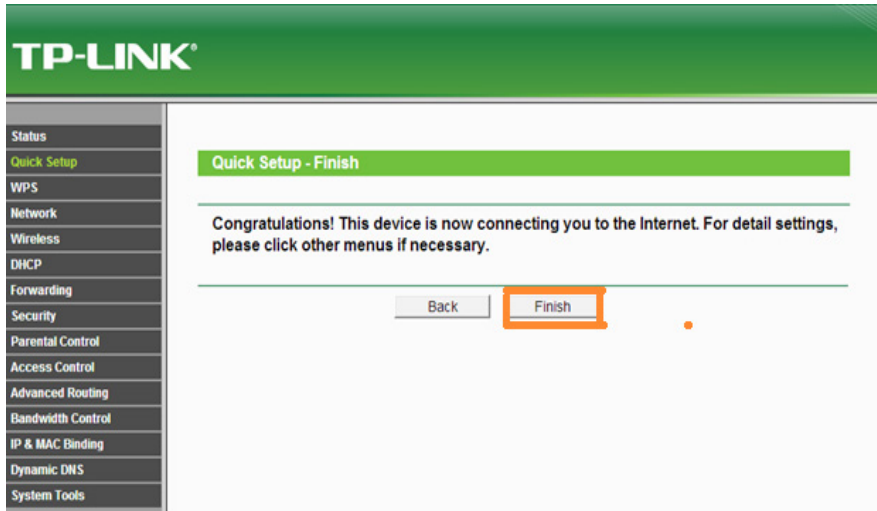 TP-LINK®
Status
Quick Setup
WPS
Network
Wireless
DHCP
Forwarding
Security
Parental Control
Access Control
Advanced Routing
Bandwidth Control
IP & MAC Binding
Dynamic DNS
System Tools
Quick Setup - Finish
Congratulations! This device is now connecting you to the Internet. For detail settings,
please click other menus if necessary.
Back
Finish